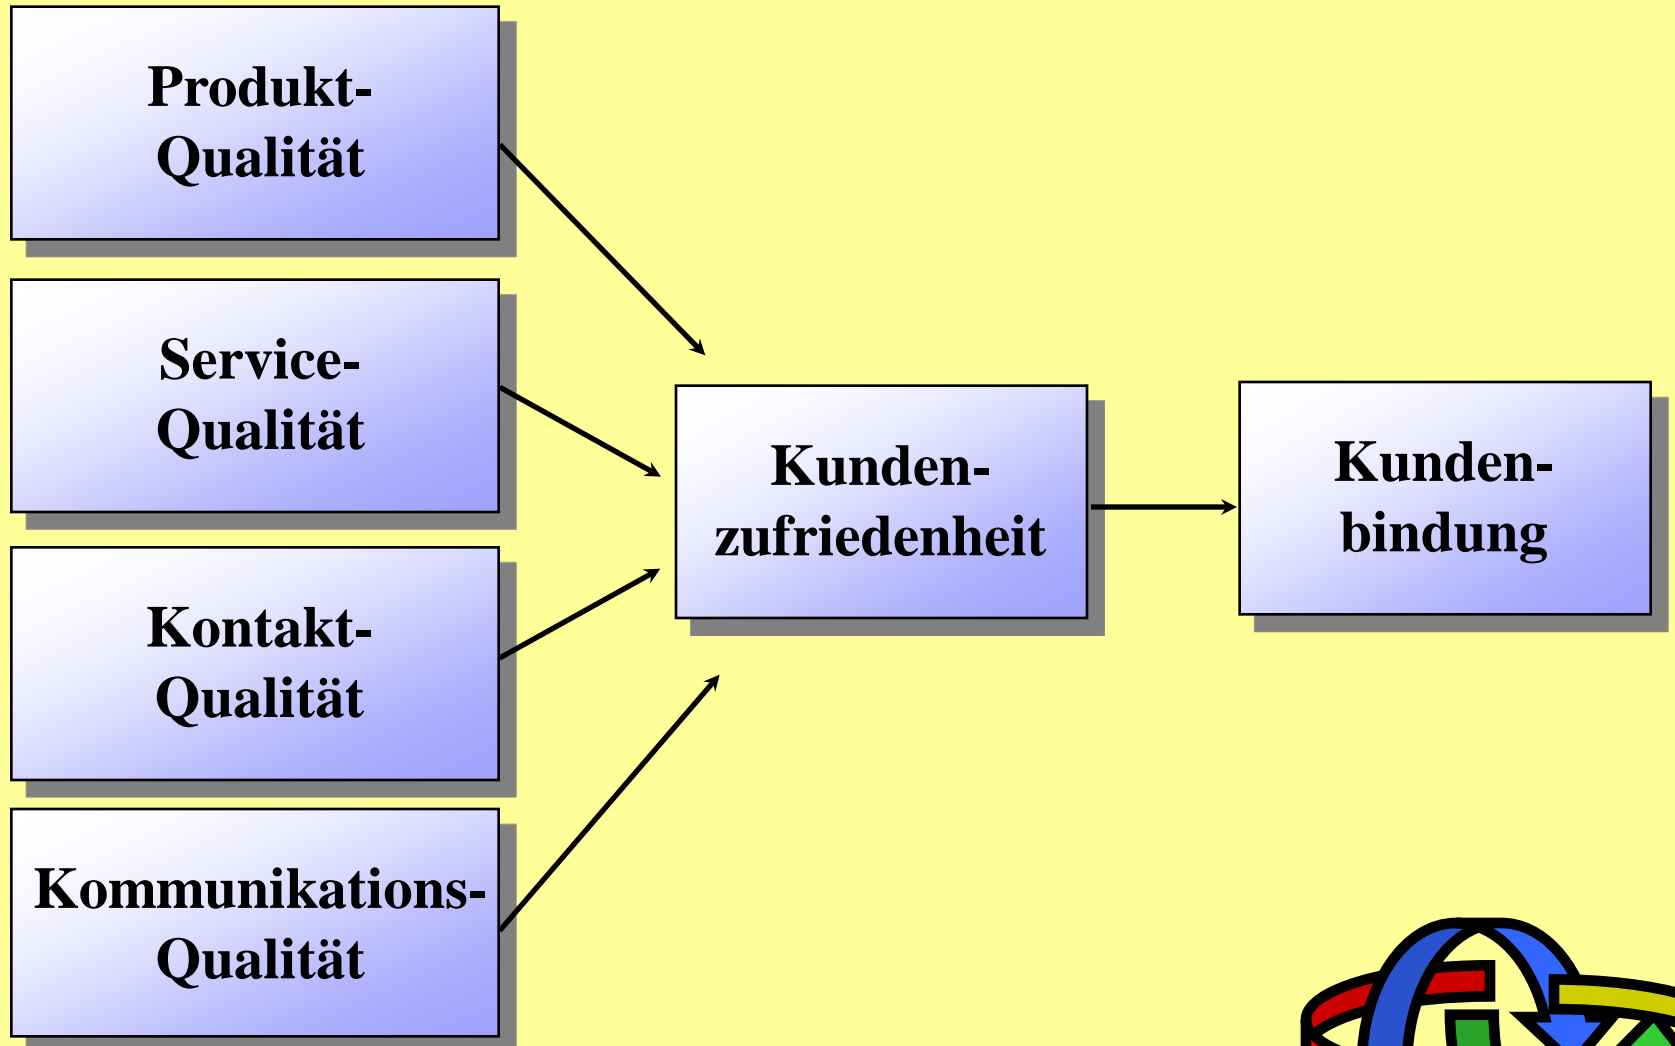 Produkt-
Qualität
Service-
Qualität
Kontakt-
Qualität
Kommunikations-
Qualität
Kunden-
zufriedenheit
Kunden-
bindung